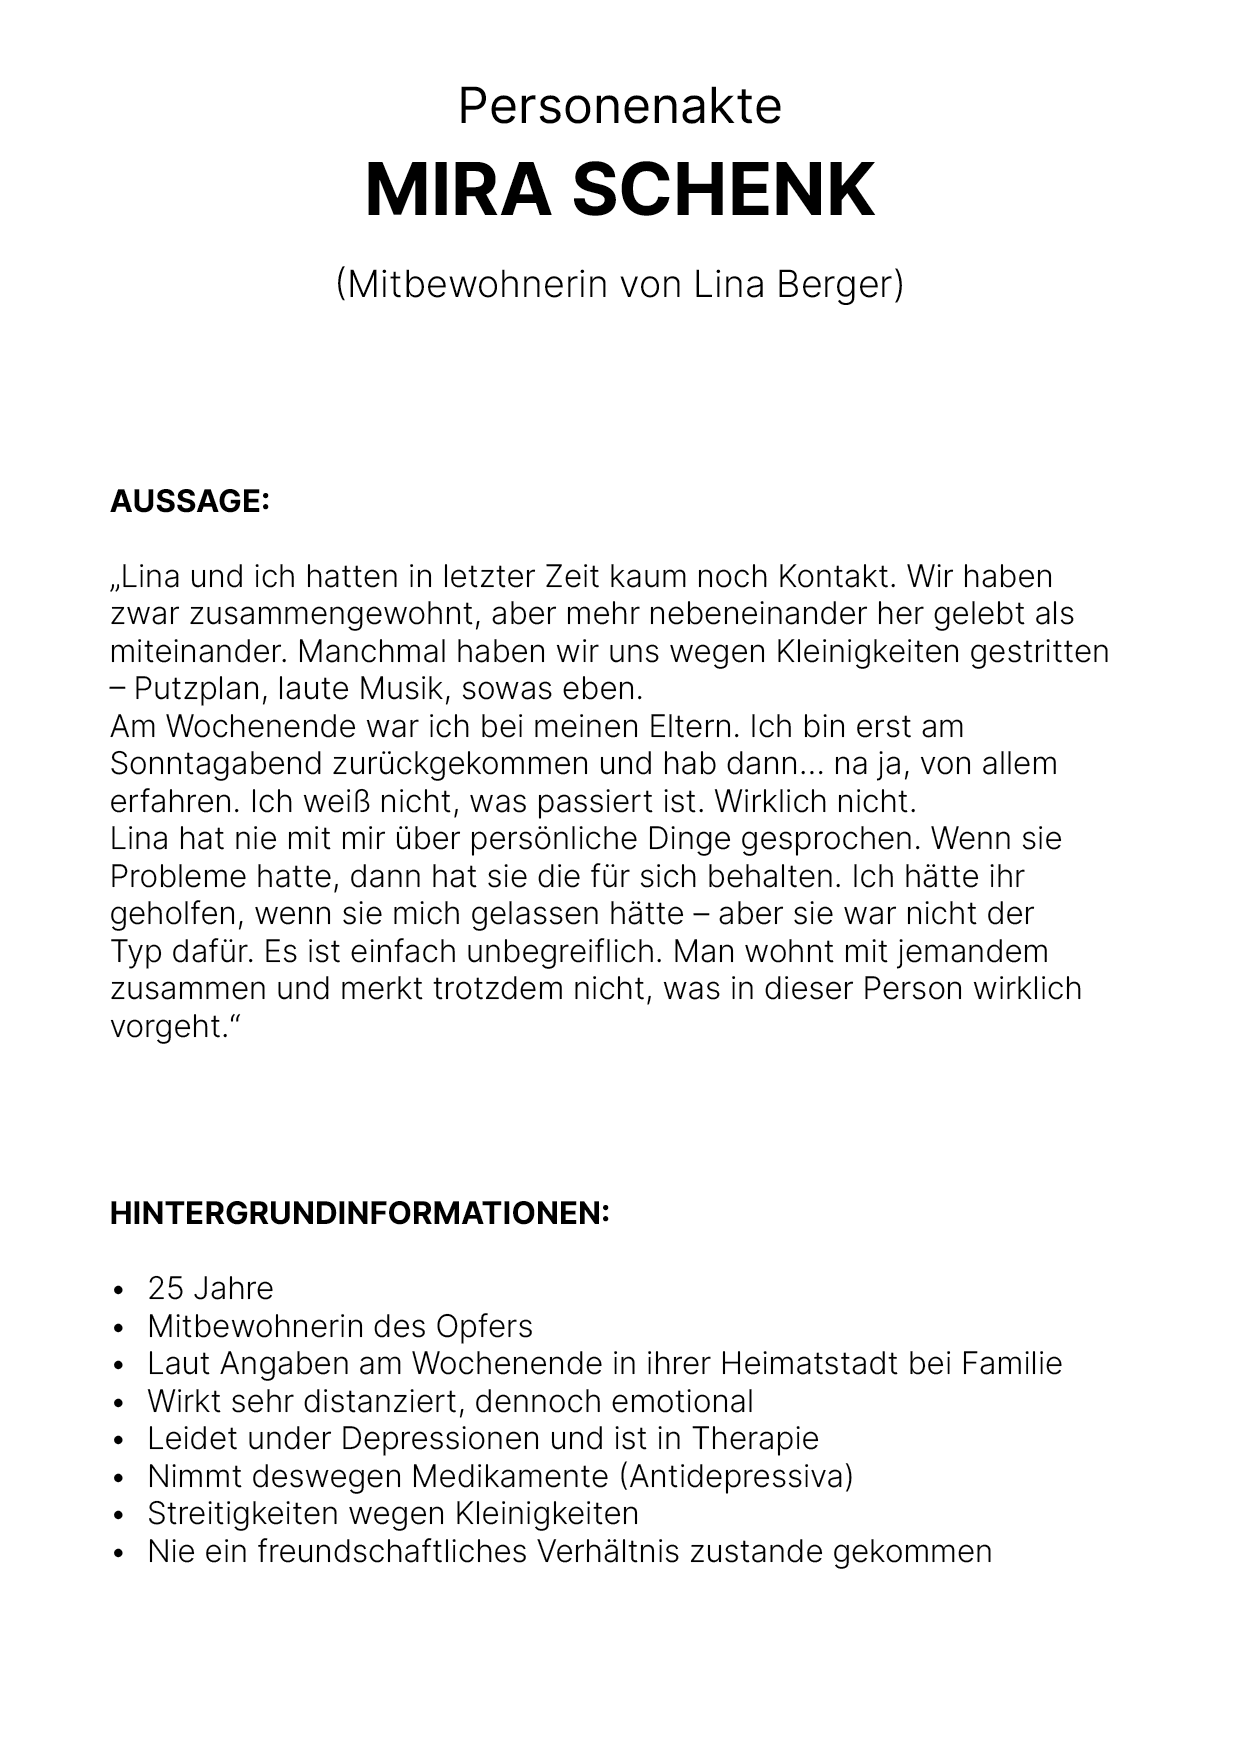 Personenakte
MIRA SCHENK
(Mitbewohnerin von Lina Berger)
AUSSAGE:
„Lina und ich hatten in letzter Zeit kaum noch Kontakt. Wir haben
zwar zusammengewohnt, aber mehr nebeneinander her gelebt als
miteinander. Manchmal haben wir uns wegen Kleinigkeiten gestritten
– Putzplan, laute Musik, sowas eben.
Am Wochenende war ich bei meinen Eltern. Ich bin erst am
Sonntagabend zurückgekommen und hab dann… na ja, von allem
erfahren. Ich weiß nicht, was passiert ist. Wirklich nicht.
Lina hat nie mit mir über persönliche Dinge gesprochen. Wenn sie
Probleme hatte, dann hat sie die für sich behalten. Ich hätte ihr
geholfen, wenn sie mich gelassen hätte – aber sie war nicht der
Typ dafür. Es ist einfach unbegreiflich. Man wohnt mit jemandem
zusammen und merkt trotzdem nicht, was in dieser Person wirklich
vorgeht.“
HINTERGRUNDINFORMATIONEN:
• 25 Jahre
• Mitbewohnerin des Opfers
• Laut Angaben am Wochenende in ihrer Heimatstadt bei Familie
• Wirkt sehr distanziert, dennoch emotional
• Leidet under Depressionen und ist in Therapie
• Nimmt deswegen Medikamente (Antidepressiva)
• Streitigkeiten wegen Kleinigkeiten
• Nie ein freundschaftliches Verhältnis zustande gekommen